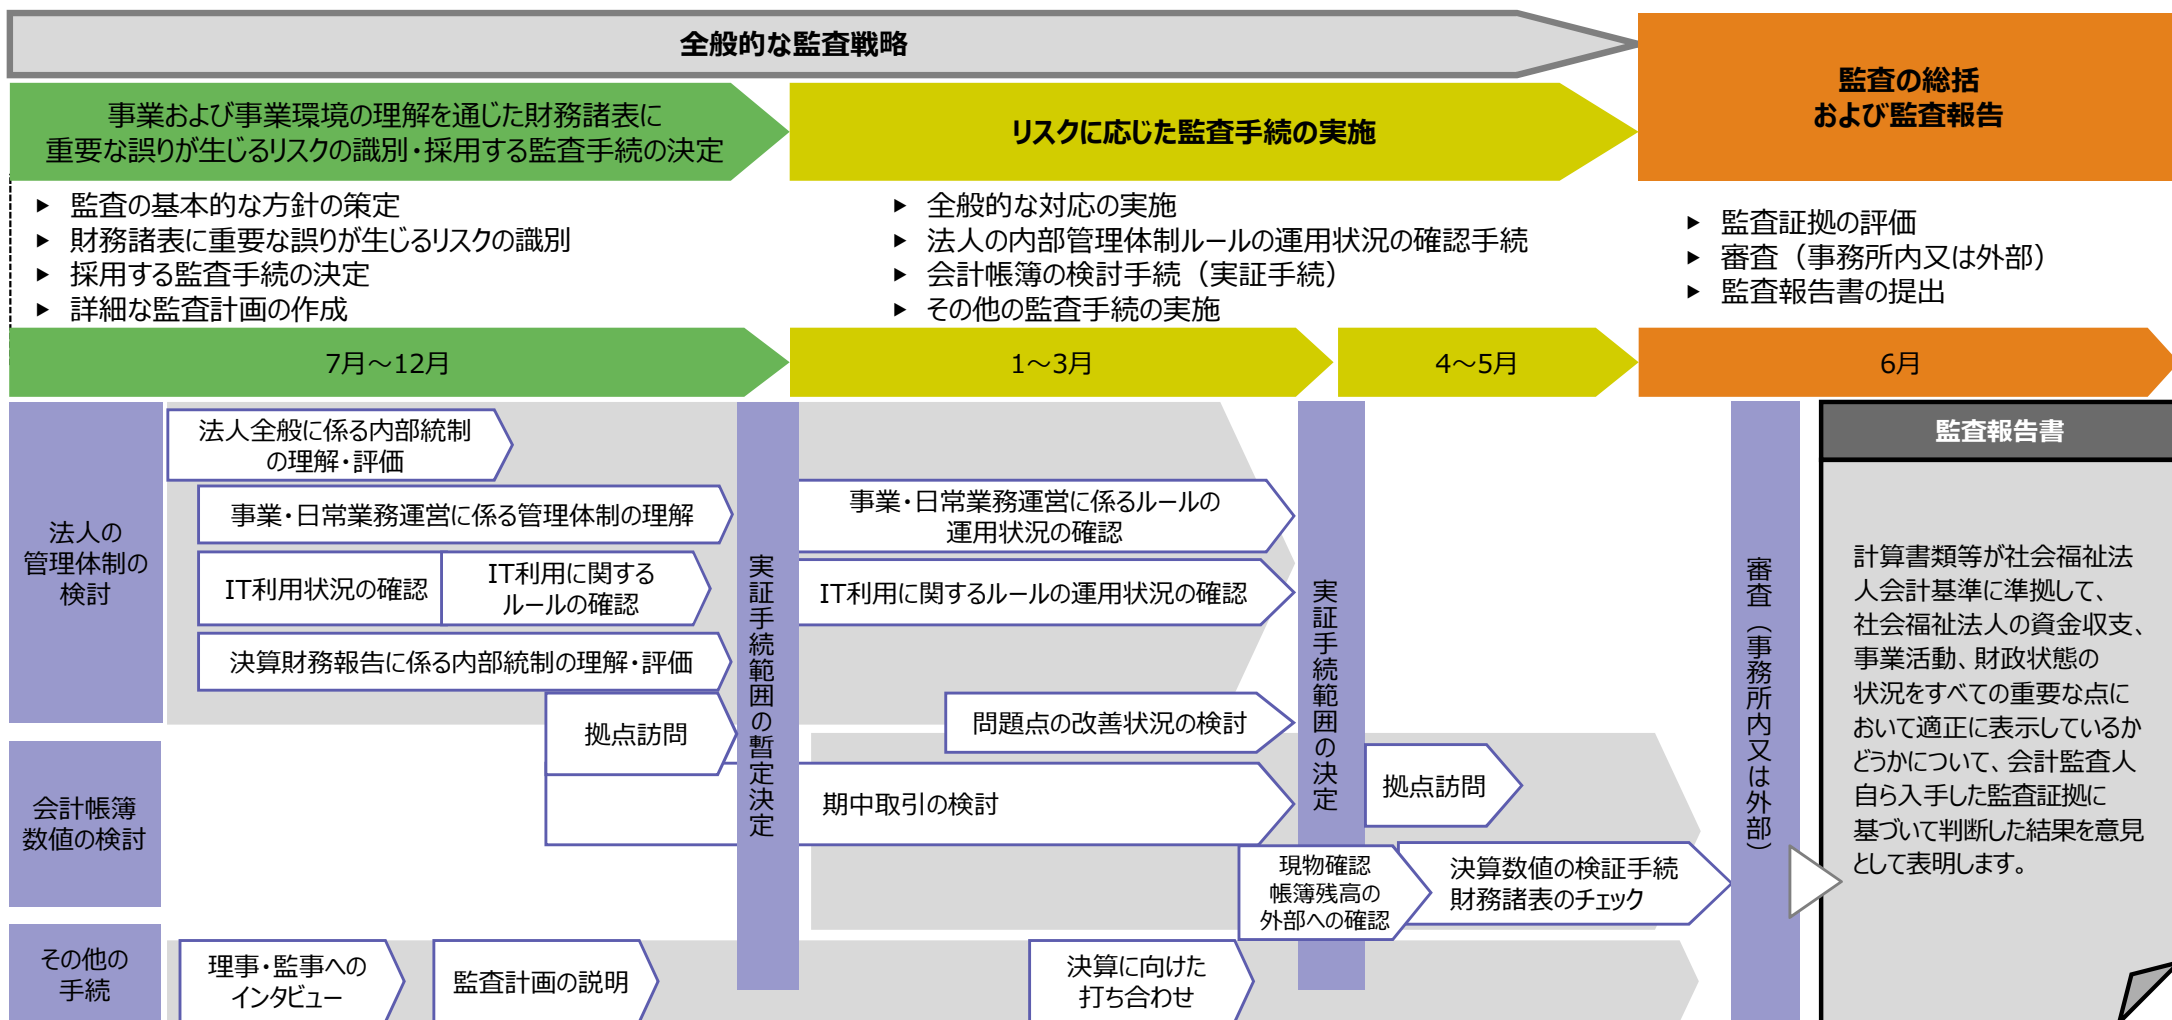 全般的な監査戦略
監査の総括
および監査報告
事業および事業環境の理解を通じた財務諸表に
重要な誤りが生じるリスクの識別・採用する監査手続の決定
リスクに応じた監査手続の実施
▶ 監査の基本的な方針の策定
▶ 財務諸表に重要な誤りが生じるリスクの識別
▶ 採用する監査手続の決定
▶ 詳細な監査計画の作成
▶ 全般的な対応の実施
▶ 法人の内部管理体制ルールの運用状況の確認手続
▶ 会計帳簿の検討手続（実証手続）
▶ その他の監査手続の実施
▶ 監査証拠の評価
▶ 審査（事務所内又は外部）
▶ 監査報告書の提出
7月～12月
1～3月
4～5月
6月
法人の
管理体制の
検討
法人全般に係る内部統制
の理解・評価
事業・日常業務運営に係る管理体制の理解
IT利用状況の確認
IT利用に関する
ルールの確認
決算財務報告に係る内部統制の理解・評価
拠点訪問
実証手続範囲の暫定決定
事業・日常業務運営に係るルールの
運用状況の確認
IT利用に関するルールの運用状況の確認
問題点の改善状況の検討
実証手続範囲の決定
会計帳簿
数値の検討
期中取引の検討
拠点訪問
現物確認
帳簿残高の
外部への確認
決算数値の検証手続
財務諸表のチェック
その他の
手続
理事・監事への
インタビュー
監査計画の説明
決算に向けた
打ち合わせ
審査（事務所内又は外部）
監査報告書
計算書類等が社会福祉法
人会計基準に準拠して、
社会福祉法人の資金収支、
事業活動、財政状態の
状況をすべての重要な点に
おいて適正に表示しているか
どうかについて、会計監査人
自ら入手した監査証拠に
基づいて判断した結果を意見
として表明します。